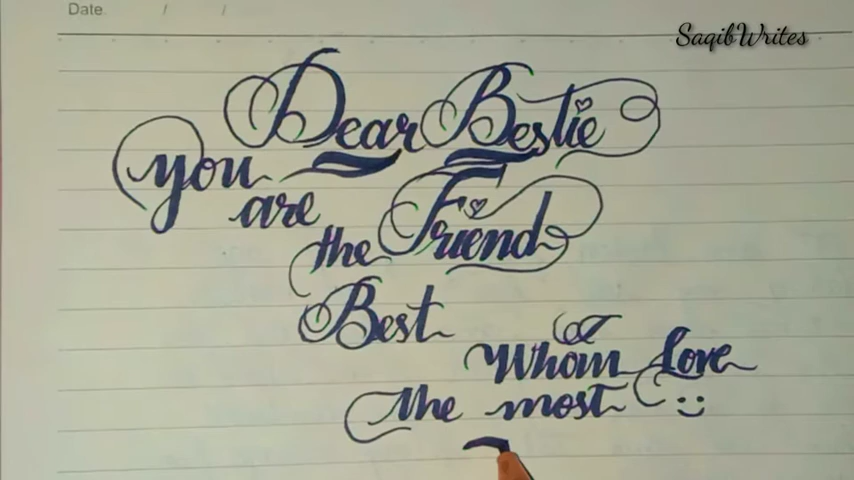 Date. / /
SaqibWrites
Dear Bestie
you
are
the Friend
Best
I
Whom Love
the most :)